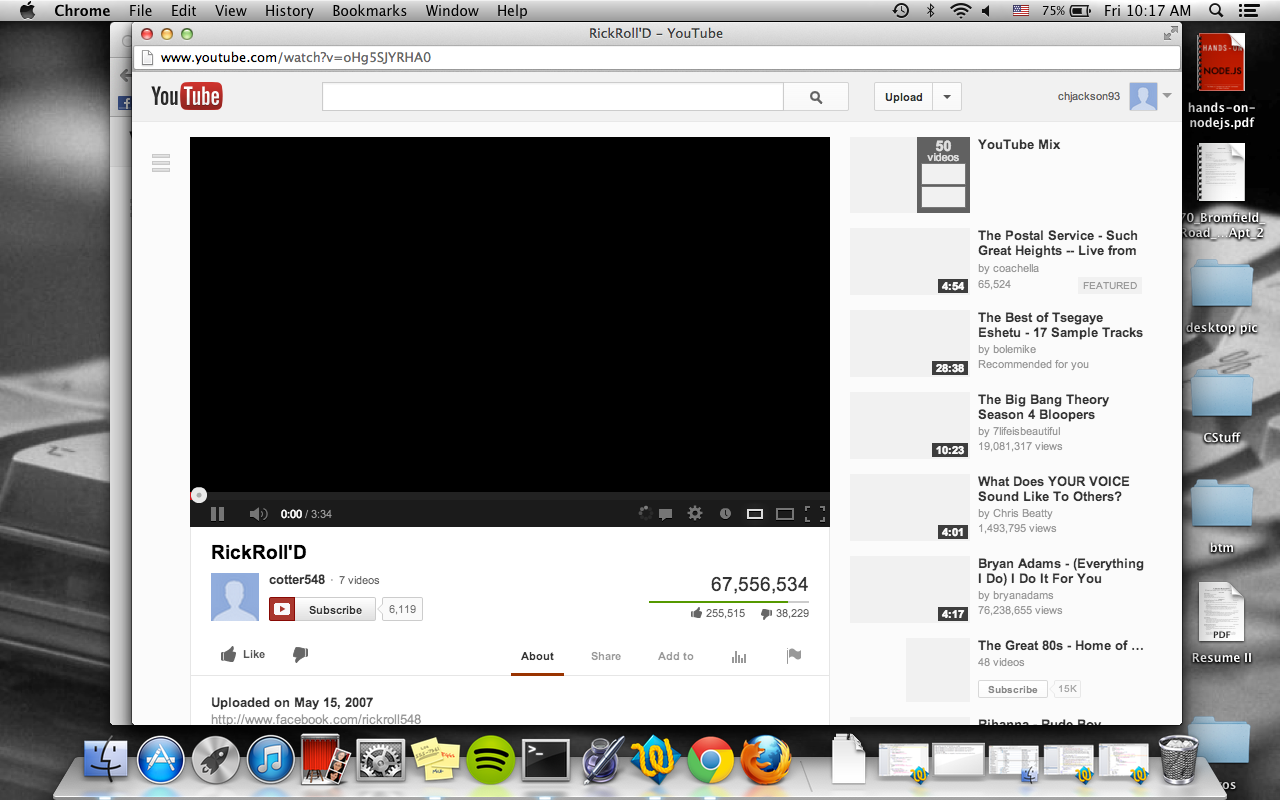 Chrome File Edit View History Bookmarks Window Help 75% Fri 10:17 AM
RickRoll'D – YouTube
www.youtube.com/watch?v=oHg5SJYRHA0
YouTube
Upload
chjackson93
50
videos
YouTube Mix
The Postal Service - Such
Great Heights -- Live from
by coachella
65,524
FEATURED
4:54
The Best of Tsegaye
Eshetu - 17 Sample Tracks
by bolemike
Recommended for you
28:38
The Big Bang Theory
Season 4 Bloopers
by 7lifeisbeautiful
19,081,317 views
10:23
What Does YOUR VOICE
Sound Like To Others?
by Chris Beatty
1,493,795 views
4:01
Bryan Adams - (Everything
I Do) I Do It For You
by bryanadams
76,238,655 views
4:17
The Great 80s - Home of ...
48 videos
Subscribe 15K
Rihanna - Rude Boy
0:00 / 3:34
RickRoll'D
cotter548 · 7 videos
Subscribe 6,119
67,556,534
255,515 38,229
Like
About Share Add to
Uploaded on May 15, 2007
http://www.facebook.com/rickroll548
HANDS-ON
NODE.JS
hands-on-
nodejs.pdf
70_Bromfield_
Road_...Apt_2
desktop pic
CStuff
btm
PDF
Resume II